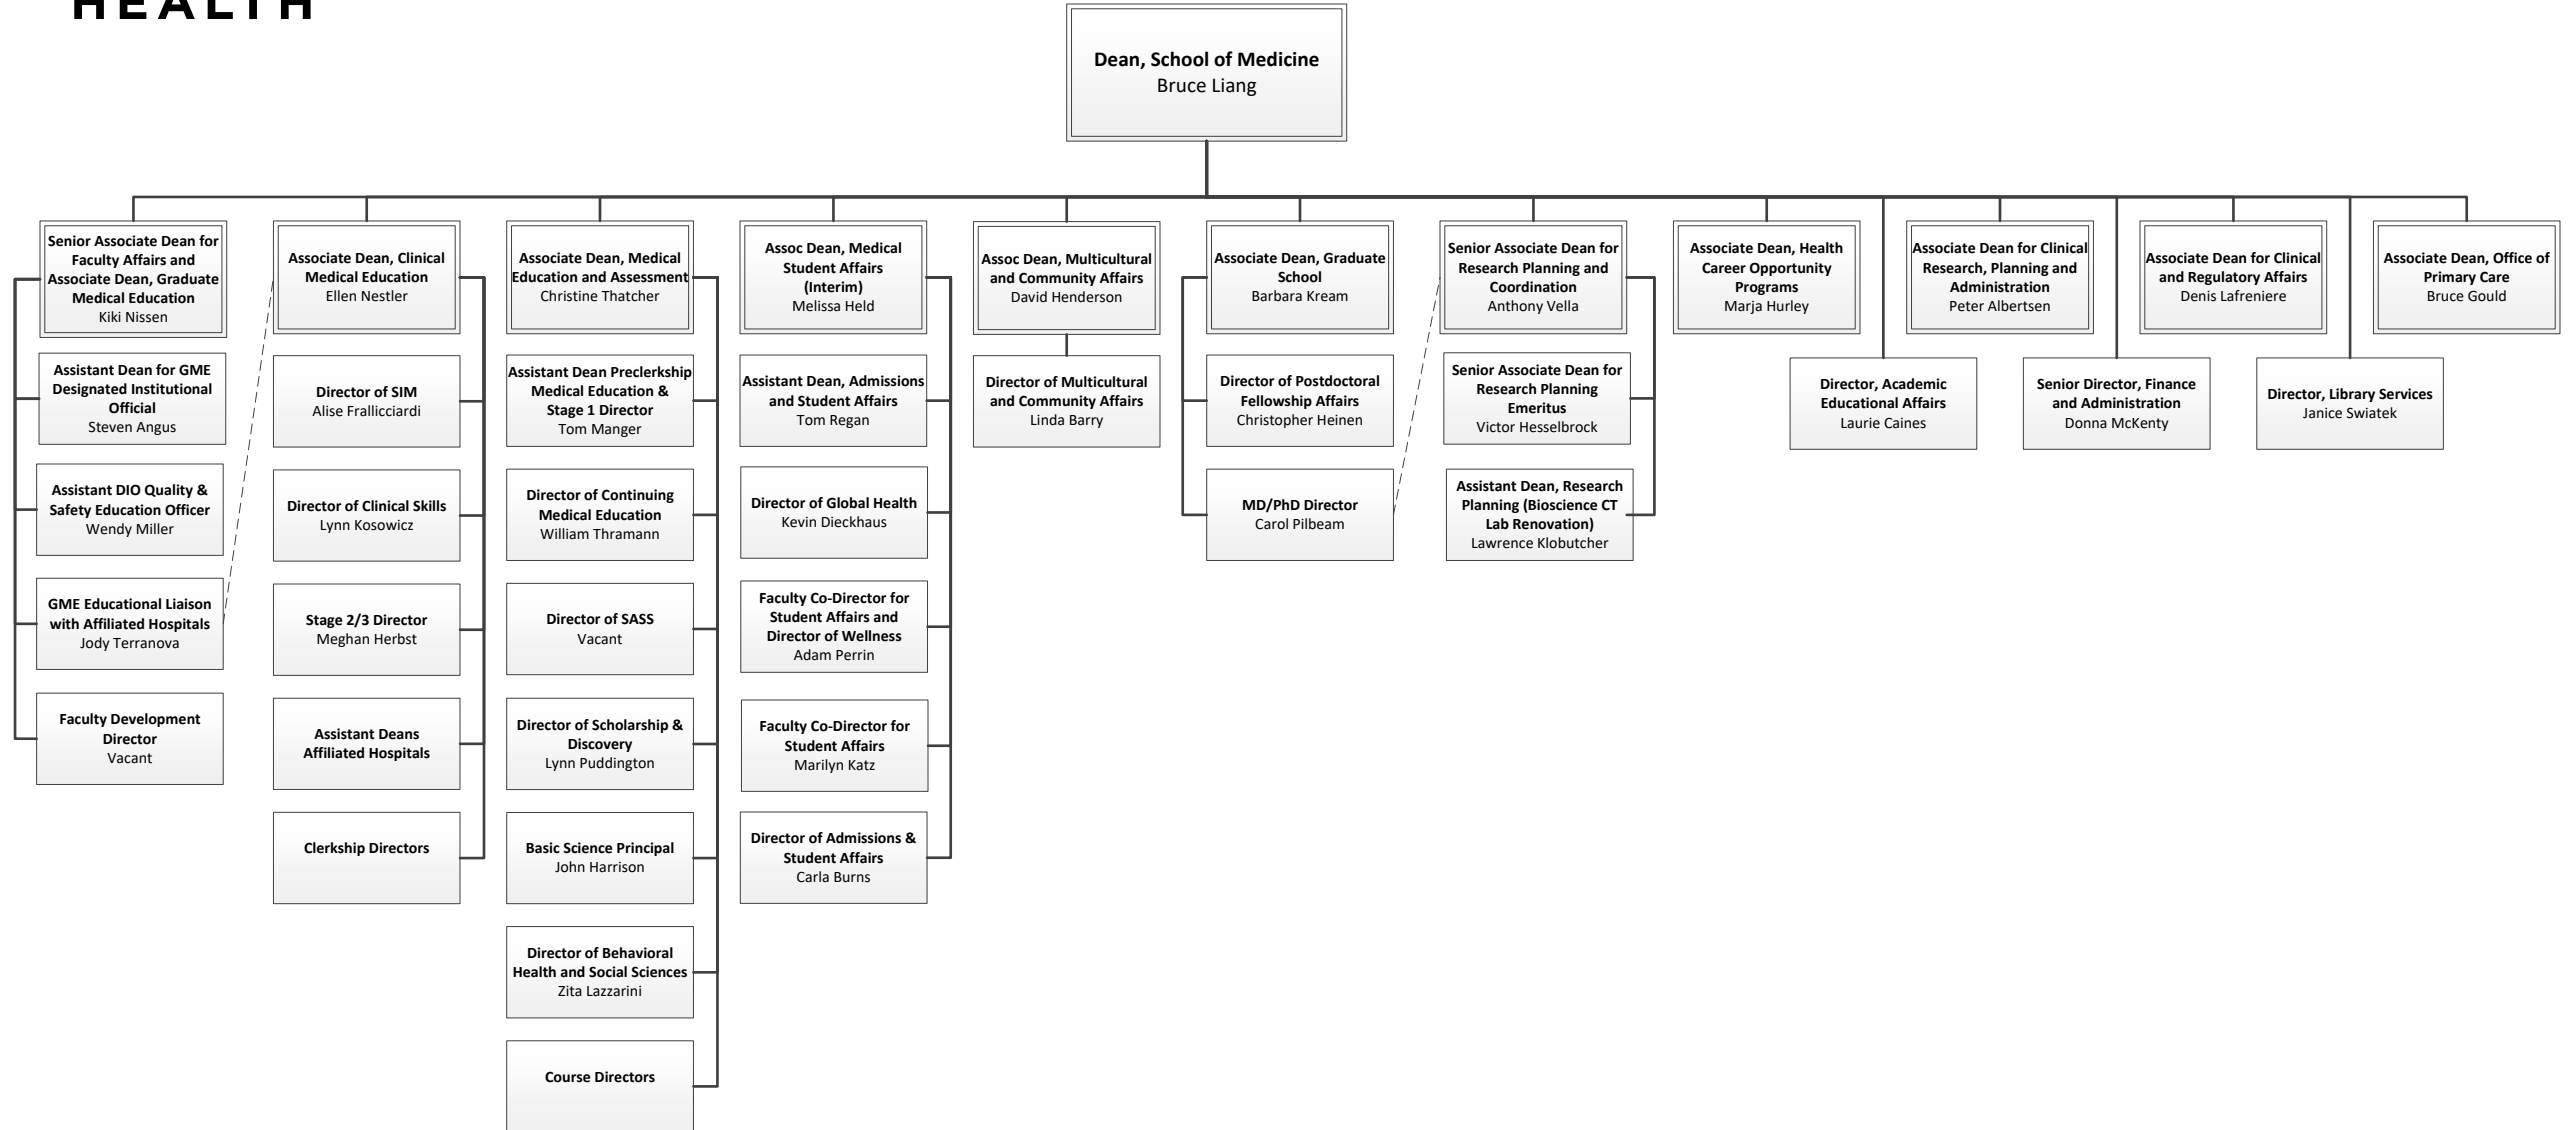 HEALTH
Dean, School of Medicine
Bruce Liang
Senior Associate Dean for
Faculty Affairs and
Associate Dean, Graduate
Medical Education
Kiki Nissen
Assistant Dean for GME
Designated Institutional
Official
Steven Angus
Assistant DIO Quality &
Safety Education Officer
Wendy Miller
GME Educational Liaison
with Affiliated Hospitals
Jody Terranova
Faculty Development
Director
Vacant
Associate Dean, Clinical
Medical Education
Ellen Nestler
Director of SIM
Alise Frallicciardi
Director of Clinical Skills
Lynn Kosowicz
Stage 2/3 Director
Meghan Herbst
Assistant Deans
Affiliated Hospitals
Clerkship Directors
Associate Dean, Medical
Education and Assessment
Christine Thatcher
Assistant Dean Preclerkship
Medical Education &
Stage 1 Director
Tom Manger
Director of Continuing
Medical Education
William Thramann
Director of SASS
Vacant
Director of Scholarship &
Discovery
Lynn Puddington
Basic Science Principal
John Harrison
Director of Behavioral
Health and Social Sciences
Zita Lazzarini
Course Directors
Assoc Dean, Medical
Student Affairs
(Interim)
Melissa Held
Assistant Dean, Admissions
and Student Affairs
Tom Regan
Director of Global Health
Kevin Dieckhaus
Faculty Co-Director for
Student Affairs and
Director of Wellness
Adam Perrin
Faculty Co-Director for
Student Affairs
Marilyn Katz
Director of Admissions &
Student Affairs
Carla Burns
Assoc Dean, Multicultural
and Community Affairs
David Henderson
Director of Multicultural
and Community Affairs
Linda Barry
Associate Dean, Graduate
School
Barbara Kream
Director of Postdoctoral
Fellowship Affairs
Christopher Heinen
MD/PhD Director
Carol Pilbeam
Senior Associate Dean for
Research Planning and
Coordination
Anthony Vella
Senior Associate Dean for
Research Planning
Emeritus
Victor Hesselbrock
Assistant Dean, Research
Planning (Bioscience CT
Lab Renovation)
Lawrence Klobutcher
Associate Dean, Health
Career Opportunity
Programs
Marja Hurley
Director, Academic
Educational Affairs
Laurie Caines
Associate Dean for Clinical
Research, Planning and
Administration
Peter Albertsen
Senior Director, Finance
and Administration
Donna McKenty
Associate Dean for Clinical
and Regulatory Affairs
Denis Lafreniere
Director, Library Services
Janice Swiatek
Associate Dean, Office of
Primary Care
Bruce Gould